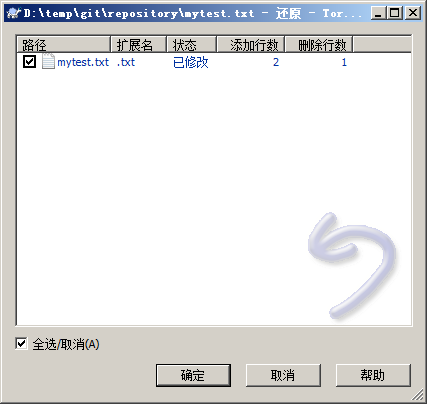 D:\temp\git\repository\mytest.txt - 还原 - Tor...
路径 扩展名 状态 添加行数 删除行数
mytest.txt .txt 已修改 2 1
全选/取消(A)
确定 取消 帮助